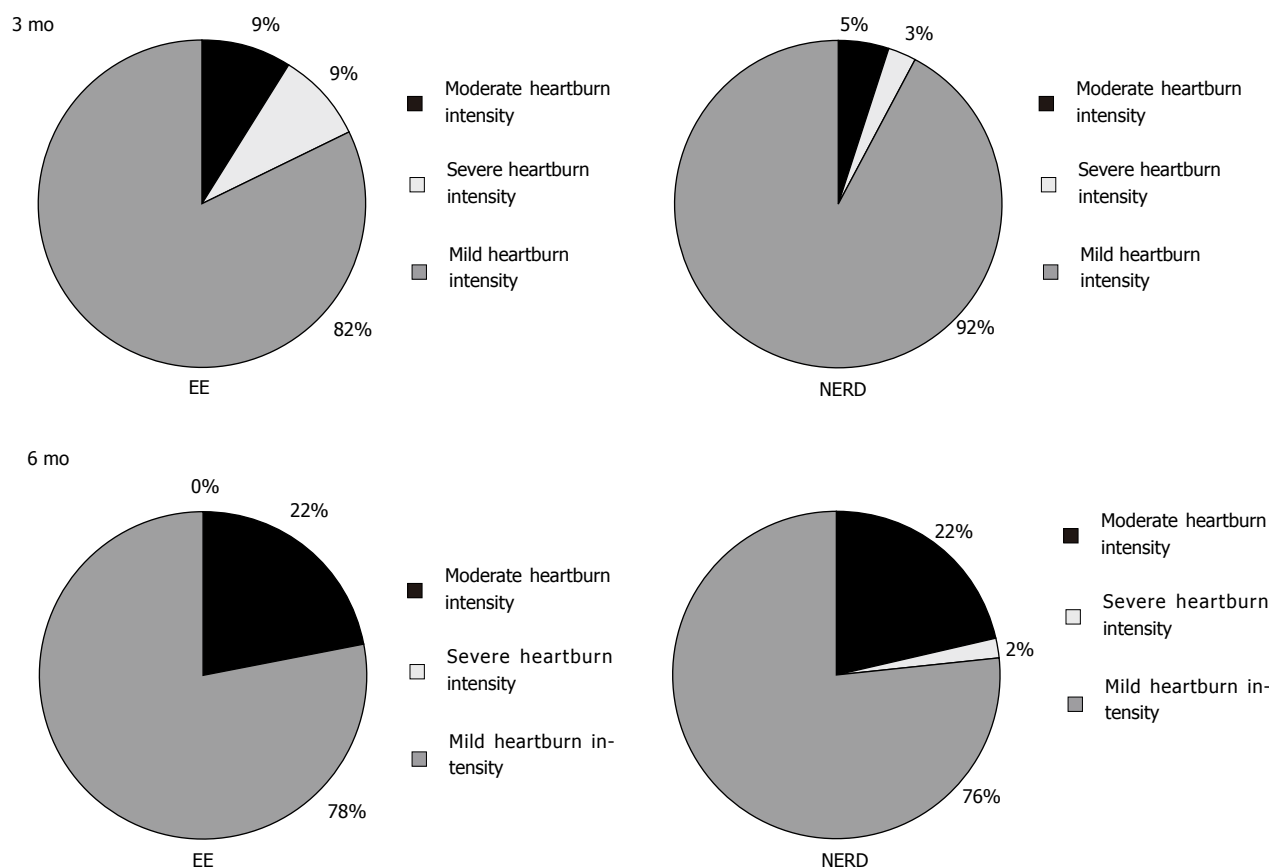 3 mo
9%
9%
82%
EE
Moderate heartburn
intensity
Severe heartburn
intensity
Mild heartburn
intensity
5%
3%
92%
NERD
Moderate heartburn
intensity
Severe heartburn
intensity
Mild heartburn
intensity
6 mo
0%
22%
78%
EE
Moderate heartburn
intensity
Severe heartburn
intensity
Mild heartburn in-
tensity
22%
2%
76%
NERD
Moderate heartburn
intensity
Severe heartburn
intensity
Mild heartburn in-
tensity